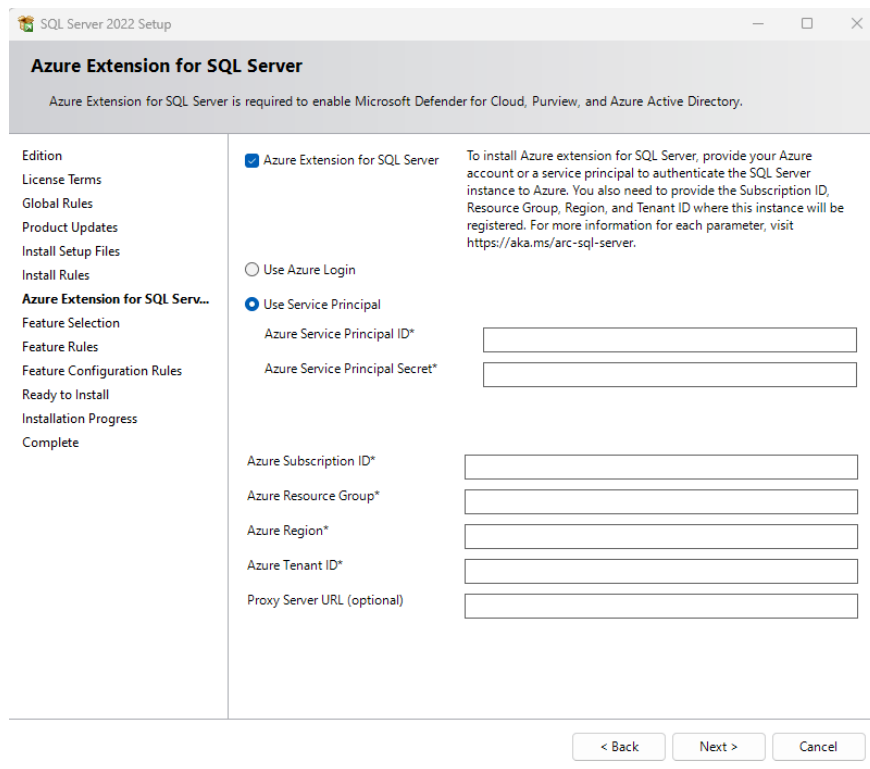 SQL Server 2022 Setup
Azure Extension for SQL Server
Azure Extension for SQL Server is required to enable Microsoft Defender for Cloud, Purview, and Azure Active Directory.
Edition
License Terms
Global Rules
Product Updates
Install Setup Files
Install Rules
Azure Extension for SQL Serv...
Feature Selection
Feature Rules
Feature Configuration Rules
Ready to Install
Installation Progress
Complete
Azure Extension for SQL Server
To install Azure extension for SQL Server, provide your Azure
account or a service principal to authenticate the SQL Server
instance to Azure. You also need to provide the Subscription ID,
Resource Group, Region, and Tenant ID where this instance will be
registered. For more information for each parameter, visit
https://aka.ms/arc-sql-server.
Use Azure Login
Use Service Principal
Azure Service Principal ID*
Azure Service Principal Secret*
Azure Subscription ID*
Azure Resource Group*
Azure Region*
Azure Tenant ID*
Proxy Server URL (optional)
< Back
Next >
Cancel